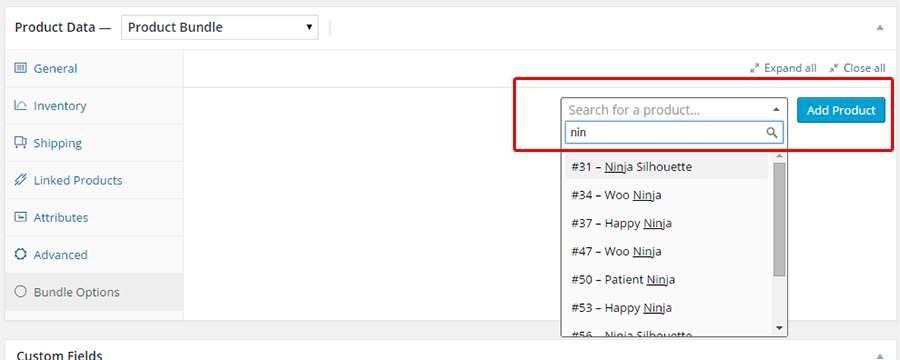 Product Data — Product Bundle
General
Expand all Close all
Inventory
Search for a product... Add Product
nin
Shipping
#31 – Ninja Silhouette
Linked Products
#34 – Woo Ninja
Attributes
#37 – Happy Ninja
Advanced
#47 – Woo Ninja
#50 – Patient Ninja
Bundle Options
#53 – Happy Ninja
#56 – Ninja Silhouette
Custom Fields